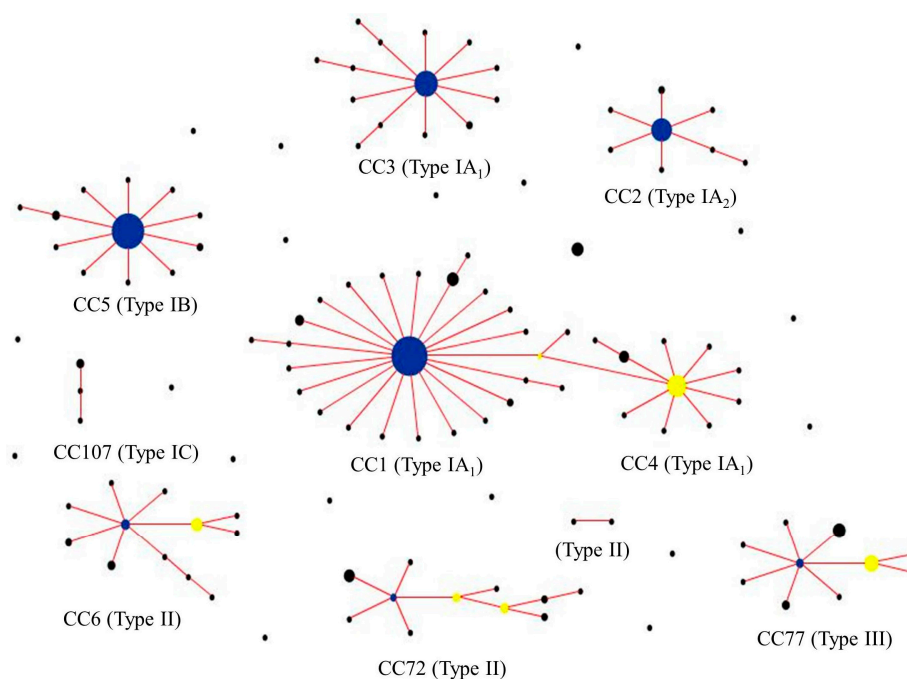 CC3 (Type IA₁)
CC2 (Type IA₂)
CC5 (Type IB)
CC107 (Type IC)
CC1 (Type IA₁)
CC4 (Type IA₁)
(Type II)
CC6 (Type II)
CC72 (Type II)
CC77 (Type III)